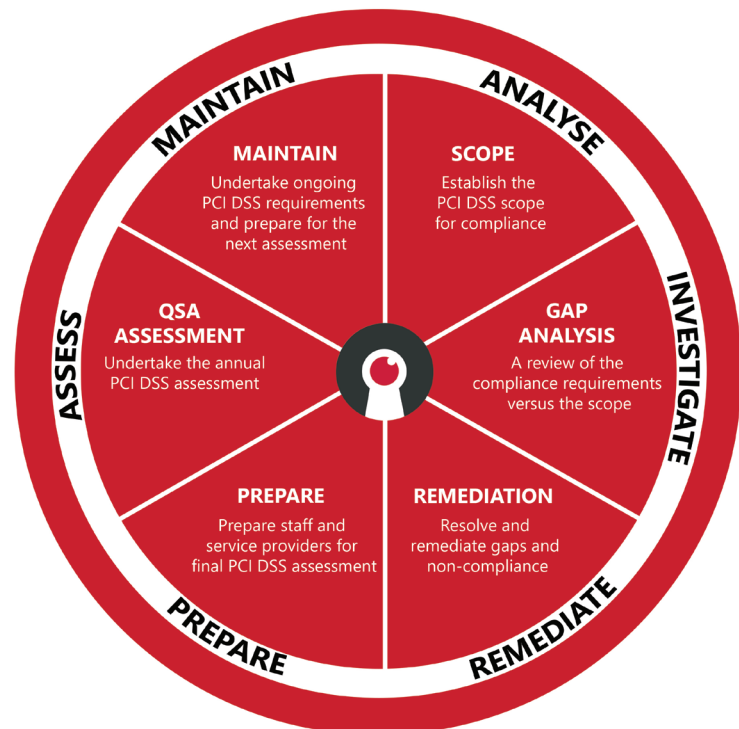 ANALYSE
SCOPE
Establish the
PCI DSS scope
for compliance
INVESTIGATE
GAP
ANALYSIS
A review of the
compliance requirements
versus the scope
REMEDIATE
REMEDIATION
Resolve and
remediate gaps and
non-compliance
PREPARE
PREPARE
Prepare staff and
service providers for
final PCI DSS assessment
ASSESS
QSA
ASSESSMENT
Undertake the annual
PCI DSS assessment
MAINTAIN
MAINTAIN
Undertake ongoing
PCI DSS requirements
and prepare for the
next assessment